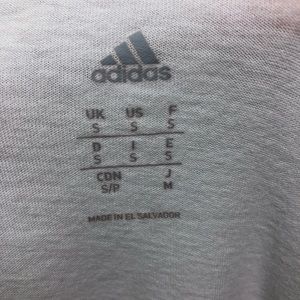 adidas
UK US F
S S S
D I E
S S S
CDN J
S/P M
MADE IN EL SALVADOR